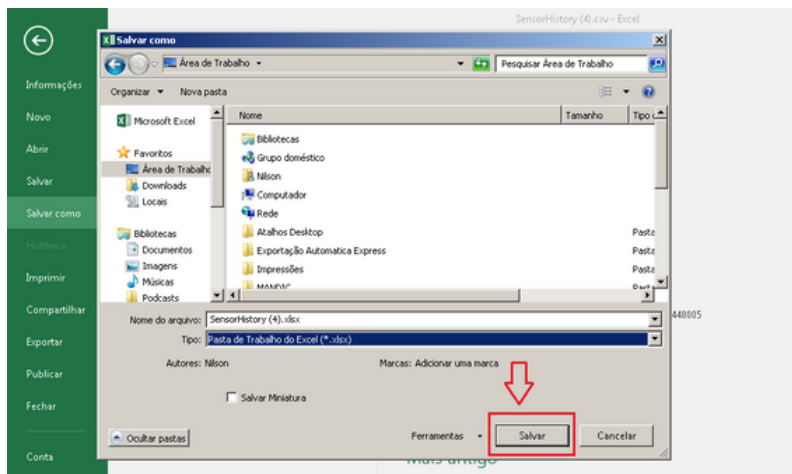 SensorHistory (4).csv - Excel
Salvar como
Área de Trabalho
Pesquisar Área de Trabalho
Organizar
Nova pasta
Informações
Novo
Abrir
Salvar
Salvar como
Histórico
Imprimir
Compartilhar
Exportar
Publicar
Fechar
Conta
Microsoft Excel
Favoritos
Área de Trabalho
Downloads
Locais
Bibliotecas
Documentos
Imagens
Músicas
Podcasts
Nome
Tamanho
Tipo
Bibliotecas
Grupo doméstico
Nilson
Computador
Rede
Atalhos Desktop
Pasta
Exportação Automatica Express
Pasta
Impressões
Pasta
MANDIC
Pasta
Nome do arquivo: SensorHistory (4).xlsx
448005
Tipo: Pasta de Trabalho do Excel (*.xlsx)
Autores: Nilson
Marcas: Adicionar uma marca
Salvar Miniatura
Ocultar pastas
Ferramentas
Salvar
Cancelar
Mais antigo